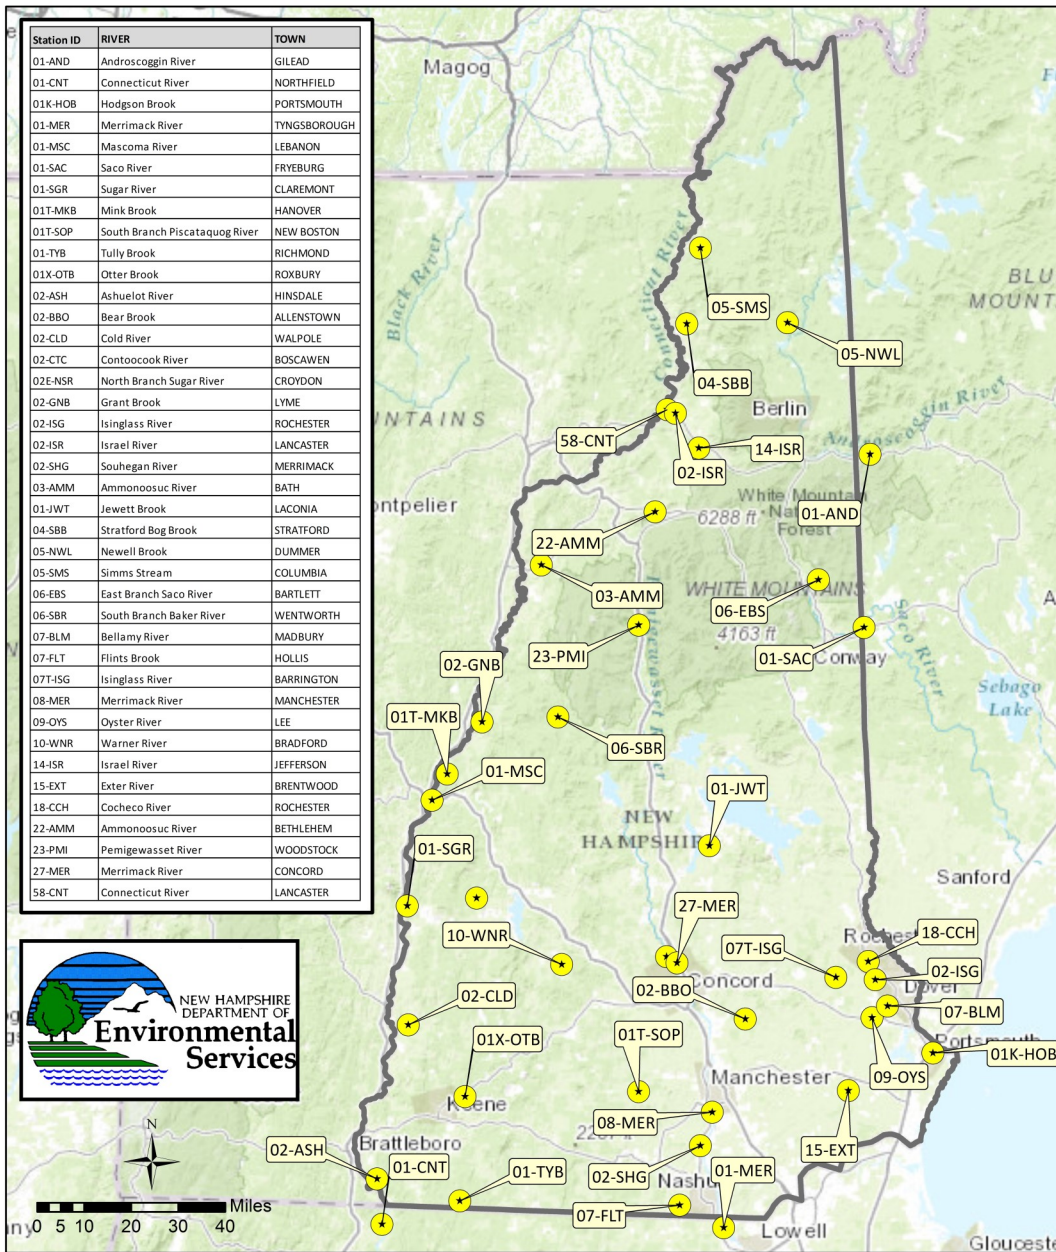 Station ID RIVER TOWN
01-AND Androscoggin River GILEAD
01-CNT Connecticut River NORTHFIELD
01K-HOB Hodgson Brook PORTSMOUTH
01-MER Merrimack River TYNGSBOROUGH
01-MSC Mascoma River LEBANON
01-SAC Saco River FRYEBURG
01-SGR Sugar River CLAREMONT
01T-MKB Mink Brook HANOVER
01T-SOP South Branch Piscataquog River NEW BOSTON
01-TYB Tully Brook RICHMOND
01X-OTB Otter Brook ROXBURY
02-ASH Ashuelot River HINSDALE
02-BBO Bear Brook ALLENSTOWN
02-CLD Cold River WALPOLE
02-CTC Contoocook River BOSCAWEN
02E-NSR North Branch Sugar River CROYDON
02-GNB Grant Brook LYME
02-ISG Isinglass River ROCHESTER
02-ISR Israel River LANCASTER
02-SHG Souhegan River MERRIMACK
03-AMM Ammonoosuc River BATH
01-JWT Jewett Brook LACONIA
04-SBB Stratford Bog Brook STRATFORD
05-NWL Newell Brook DUMMER
05-SMS Simms Stream COLUMBIA
06-EBS East Branch Saco River BARTLETT
06-SBR South Branch Baker River WENTWORTH
07-BLM Bellamy River MADBURY
07-FLT Flints Brook HOLLIS
07T-ISG Isinglass River BARRINGTON
08-MER Merrimack River MANCHESTER
09-OYS Oyster River LEE
10-WNR Warner River BRADFORD
14-ISR Israel River JEFFERSON
15-EXT Exter River BRENTWOOD
18-CCH Cocheco River ROCHESTER
22-AMM Ammonoosuc River BETHLEHEM
23-PMI Pemigewasset River WOODSTOCK
27-MER Merrimack River CONCORD
58-CNT Connecticut River LANCASTER
Magog
Black River
Connecticut River
BLU
MOUNT
05-SMS
05-NWL
04-SBB
Berlin
UNTAINS
58-CNT
02-ISR
14-ISR
Androscoggin River
ontpelier
White Mountain
Nat
Forest
6288 ft
01-AND
22-AMM
03-AMM
WHITE MOUNTAINS
06-EBS
4163 ft
23-PMI
01-SAC
Conway
Saco River
Sebago
Lake
02-GNB
01T-MKB
06-SBR
01-MSC
01-JWT
NEW
HAMPSHIR
01-SGR
Sanford
27-MER
10-WNR
07T-ISG
Rochest
18-CCH
Concord
02-ISG
Dover
02-BBO
02-CLD
07-BLM
01X-OTB
01T-SOP
Portsmouth
01K-HOB
09-OYS
Manchester
Keene
08-MER
Brattleboro
15-EXT
02-ASH
01-CNT
01-TYB
02-SHG
01-MER
Nashu
07-FLT
Lowell
Glouceste
NEW HAMPSHIRE
DEPARTMENT OF
Environmental
Services
N
Miles
0 5 10 20 30 40